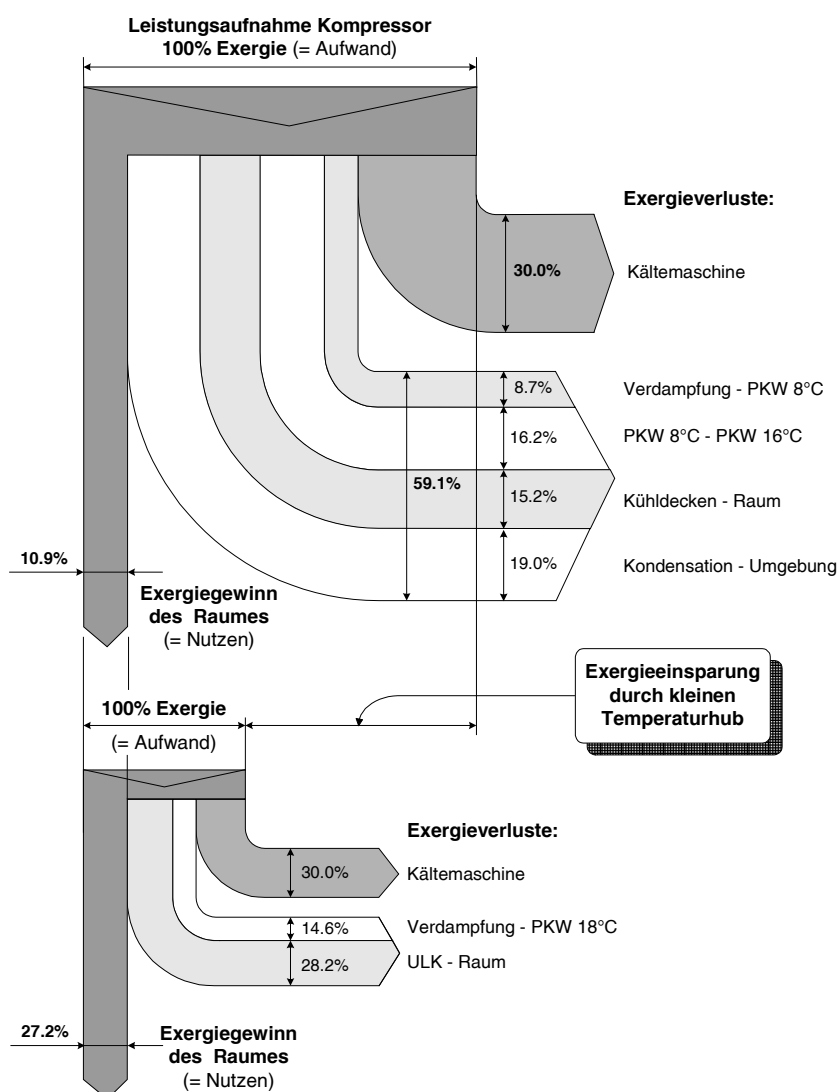 Leistungsaufnahme Kompressor
100% Exergie (= Aufwand)
Exergieverluste:
30.0%
Kältemaschine
8.7%
Verdampfung - PKW 8°C
16.2%
PKW 8°C - PKW 16°C
59.1%
15.2%
Kühldecken - Raum
19.0%
Kondensation - Umgebung
10.9%
Exergiegewinn
des Raumes
(= Nutzen)
Exergieeinsparung
durch kleinen
Temperaturhub
100% Exergie
(= Aufwand)
Exergieverluste:
30.0%
Kältemaschine
14.6%
Verdampfung - PKW 18°C
28.2%
ULK - Raum
27.2%
Exergiegewinn
des Raumes
(= Nutzen)